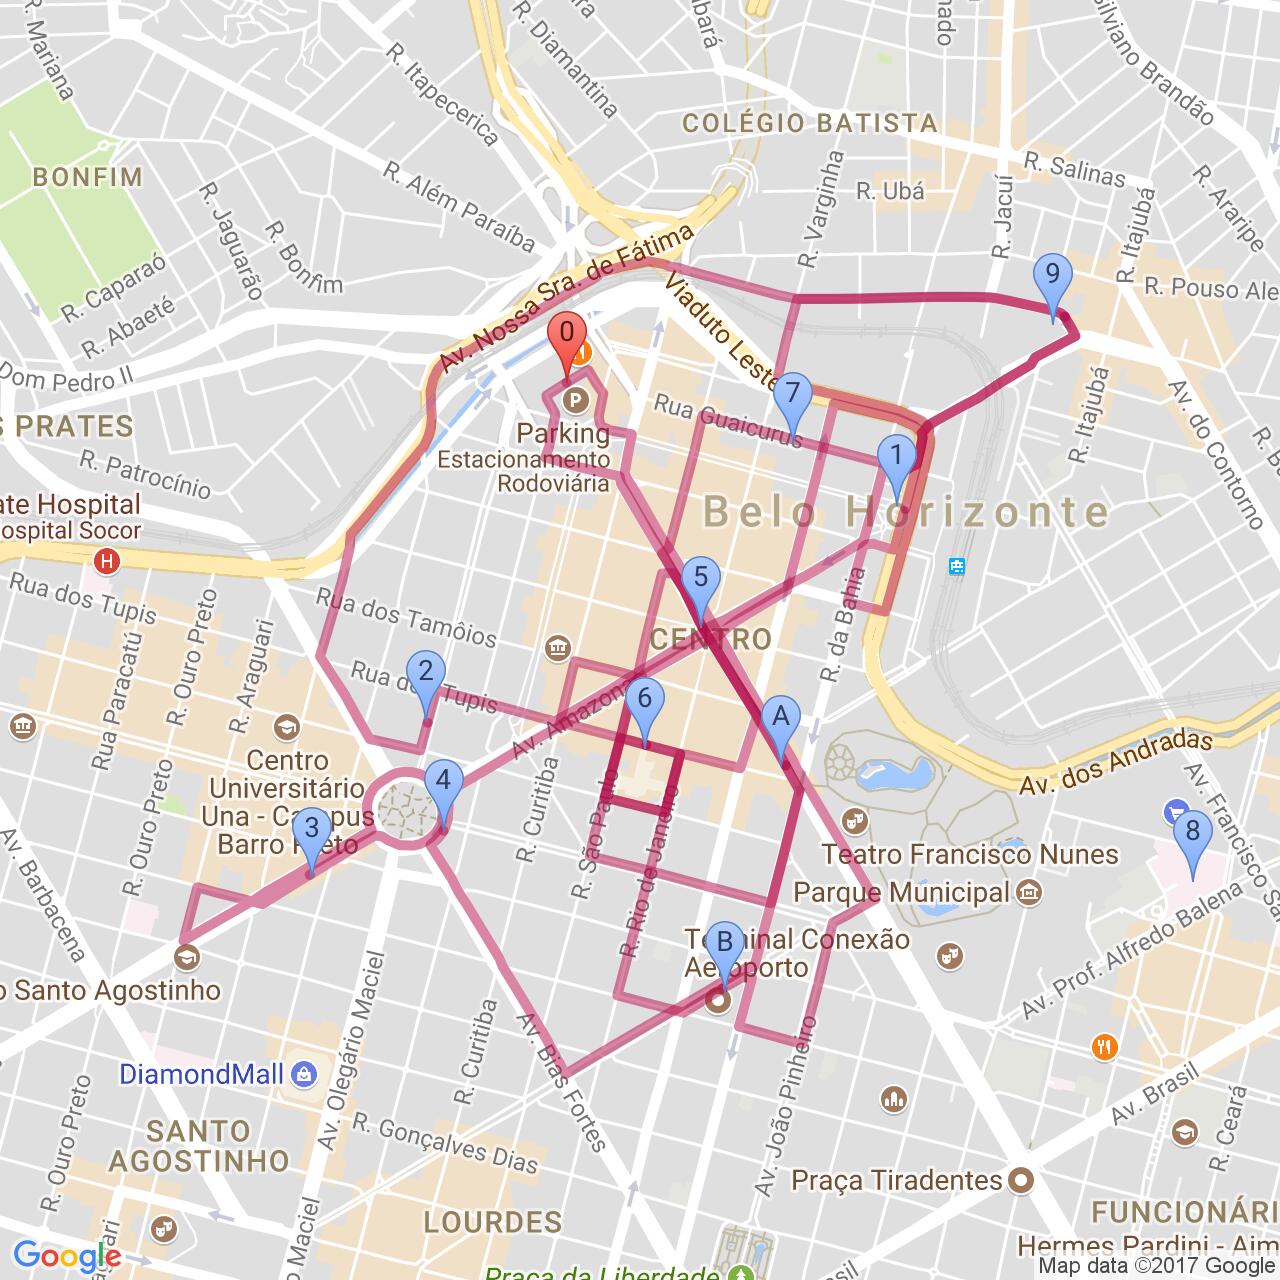 R. Mariana
R. Itapecerica
R. Diamantina
abará
nado
Silviano Brandão
COLÉGIO BATISTA
BONFIM
R. Além Paraíba
R. Jaguarão
R. Bonfim
R. Caparaó
R. Abaeté
R. Varginha
R. Ubá
R. Jacuí
R. Salinas
R. Itajubá
R. Araripe
R. Pouso Ale
Av. Nossa Sra. de Fátima
Viaduto Leste
9
0
Dom Pedro II
S PRATES
R. Patrocínio
P
Parking
Estacionamento
Rodoviária
Rua Guaicurus
7
1
R. Itajubá
Av. do Contorno
R. Ba
ate Hospital
ospital Socor
H
Belo Horizonte
Rua dos Tupis
R. Ouro Preto
R. Araguari
Rua Paracatú
Rua dos Tamóios
Rua dos Tupis
2
5
CENTRO
R. da Bahia
6
A
Av. Amazonas
Centro
Universitário
Una - Campus
Barro Preto
4
3
R. Ouro Preto
R. Curitiba
R. São Paulo
R. Rio de Janeiro
Av. dos Andradas
Av. Francisco Sa
8
Teatro Francisco Nunes
Parque Municipal
Av. Barbacena
o Santo Agostinho
B
Terminal Conexão
Aeroporto
Av. Prof. Alfredo Balena
Av. Olegário Maciel
R. Curitiba
Av. Bias Fortes
DiamondMall
R. Ouro Preto
SANTO
AGOSTINHO
R. Gonçalves Dias
Av. João Pinheiro
Av. Brasil
R. Ceará
Praça Tiradentes
LOURDES
FUNCIONÁRI
Hermes Pardini - Aim
Maciel
uari
Praça da Liberdade
Google
Map data ©2017 Google